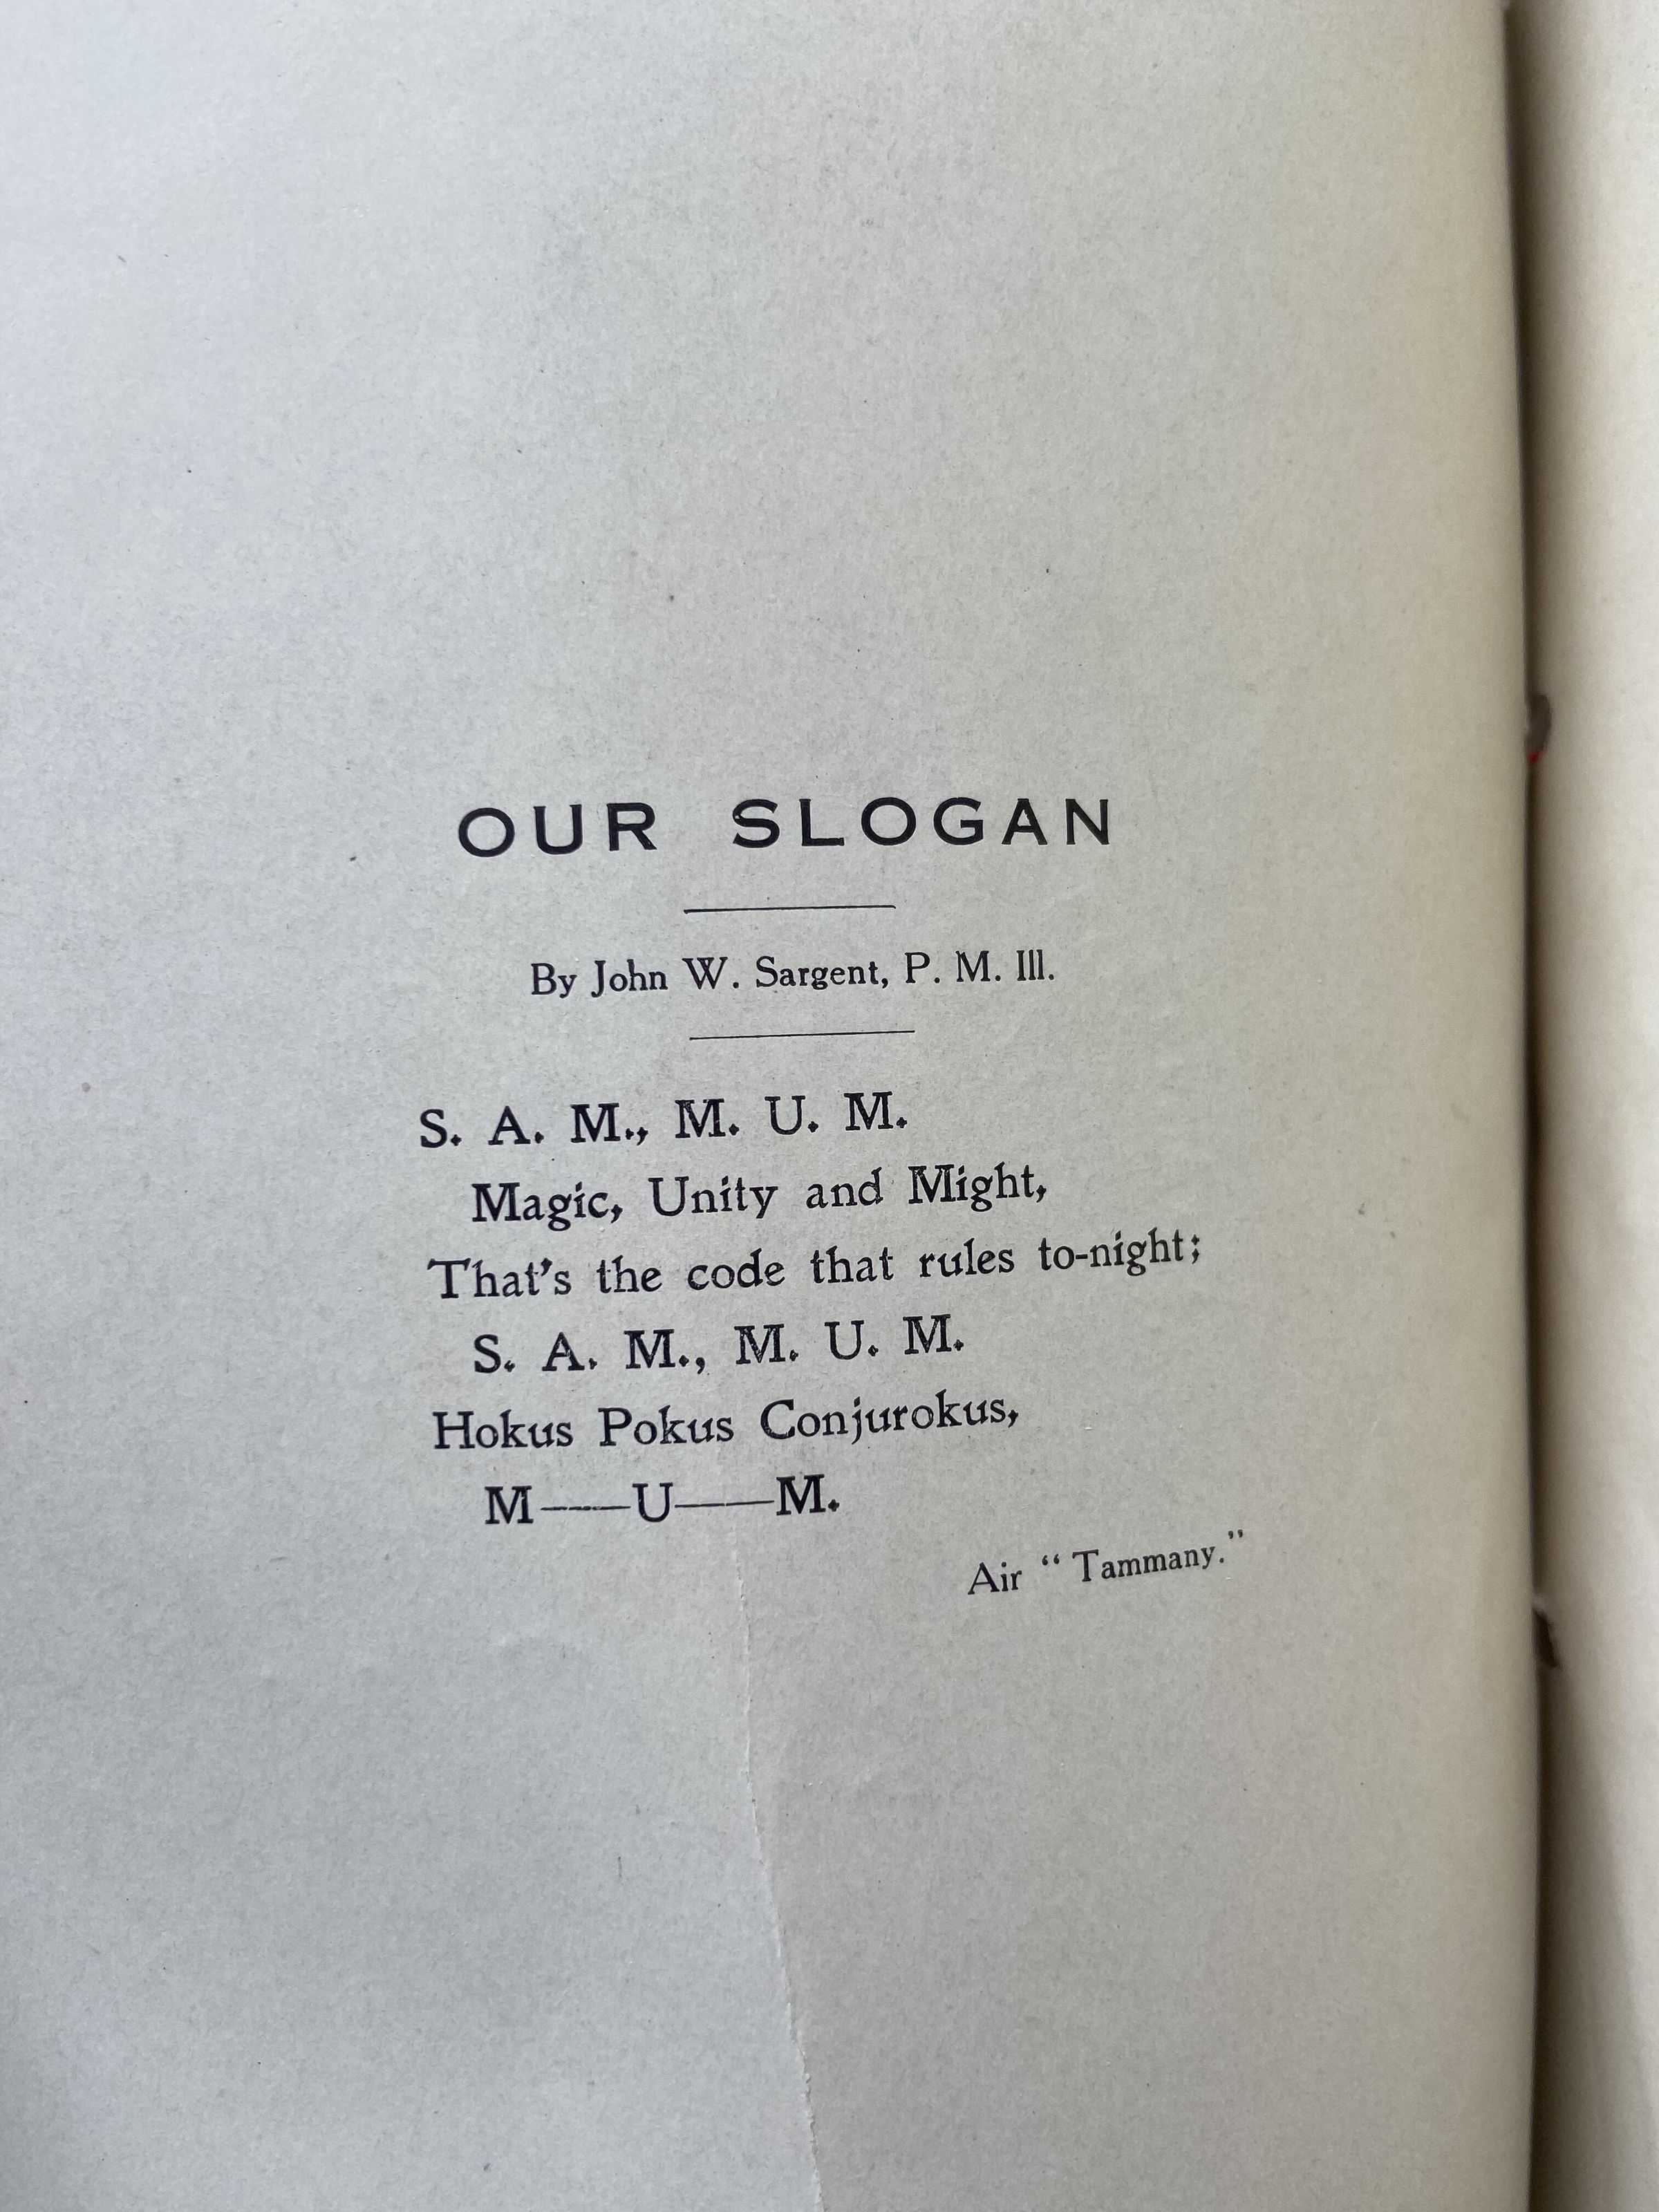 OUR SLOGAN
By John W. Sargent, P. M. Ill.
S. A. M., M. U. M.
Magic, Unity and Might,
That's the code that rules to-night;
S. A. M., M. U. M.
Hokus Pokus Conjurokus,
M——U——M.
Air “Tammany.”